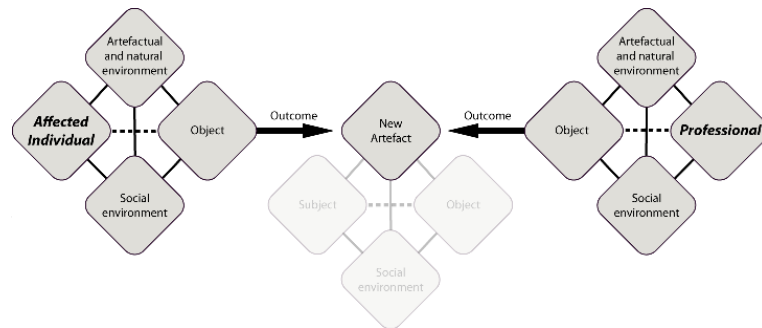 Artefactual
and natural
environment
Affected
Individual
Object
Social
environment
Outcome
New
Artefact
Subject
Object
Social
environment
Outcome
Artefactual
and natural
environment
Object
Professional
Social
environment